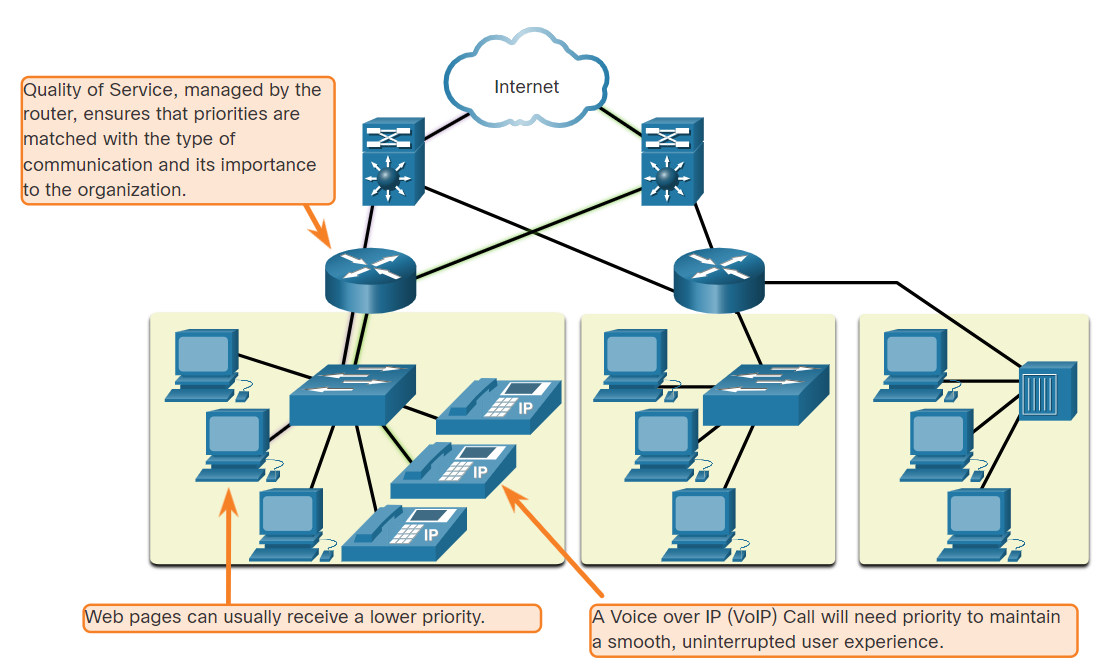 Internet
Quality of Service, managed by the
router, ensures that priorities are
matched with the type of
communication and its importance
to the organization.
IP
IP
IP
Web pages can usually receive a lower priority.
A Voice over IP (VoIP) Call will need priority to maintain
a smooth, uninterrupted user experience.